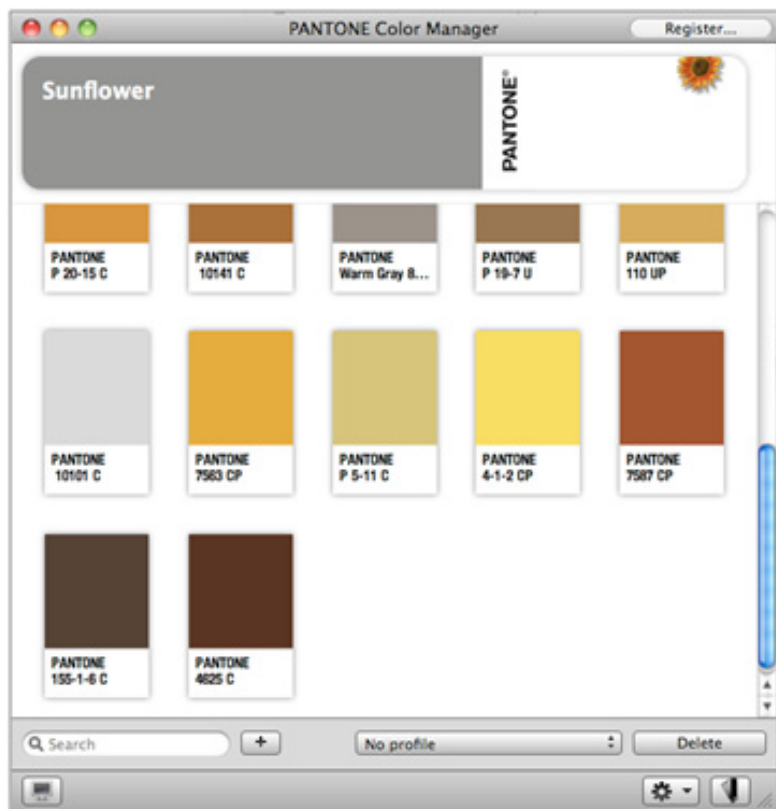 PANTONE Color Manager
Register...
Sunflower
PANTONE®
PANTONE
P 20-15 C
PANTONE
10141 C
PANTONE
Warm Gray 8...
PANTONE
P 19-7 U
PANTONE
110 UP
PANTONE
10101 C
PANTONE
7563 CP
PANTONE
P 5-11 C
PANTONE
4-1-2 CP
PANTONE
7587 CP
PANTONE
155-1-6 C
PANTONE
4625 C
Search
+
No profile
Delete